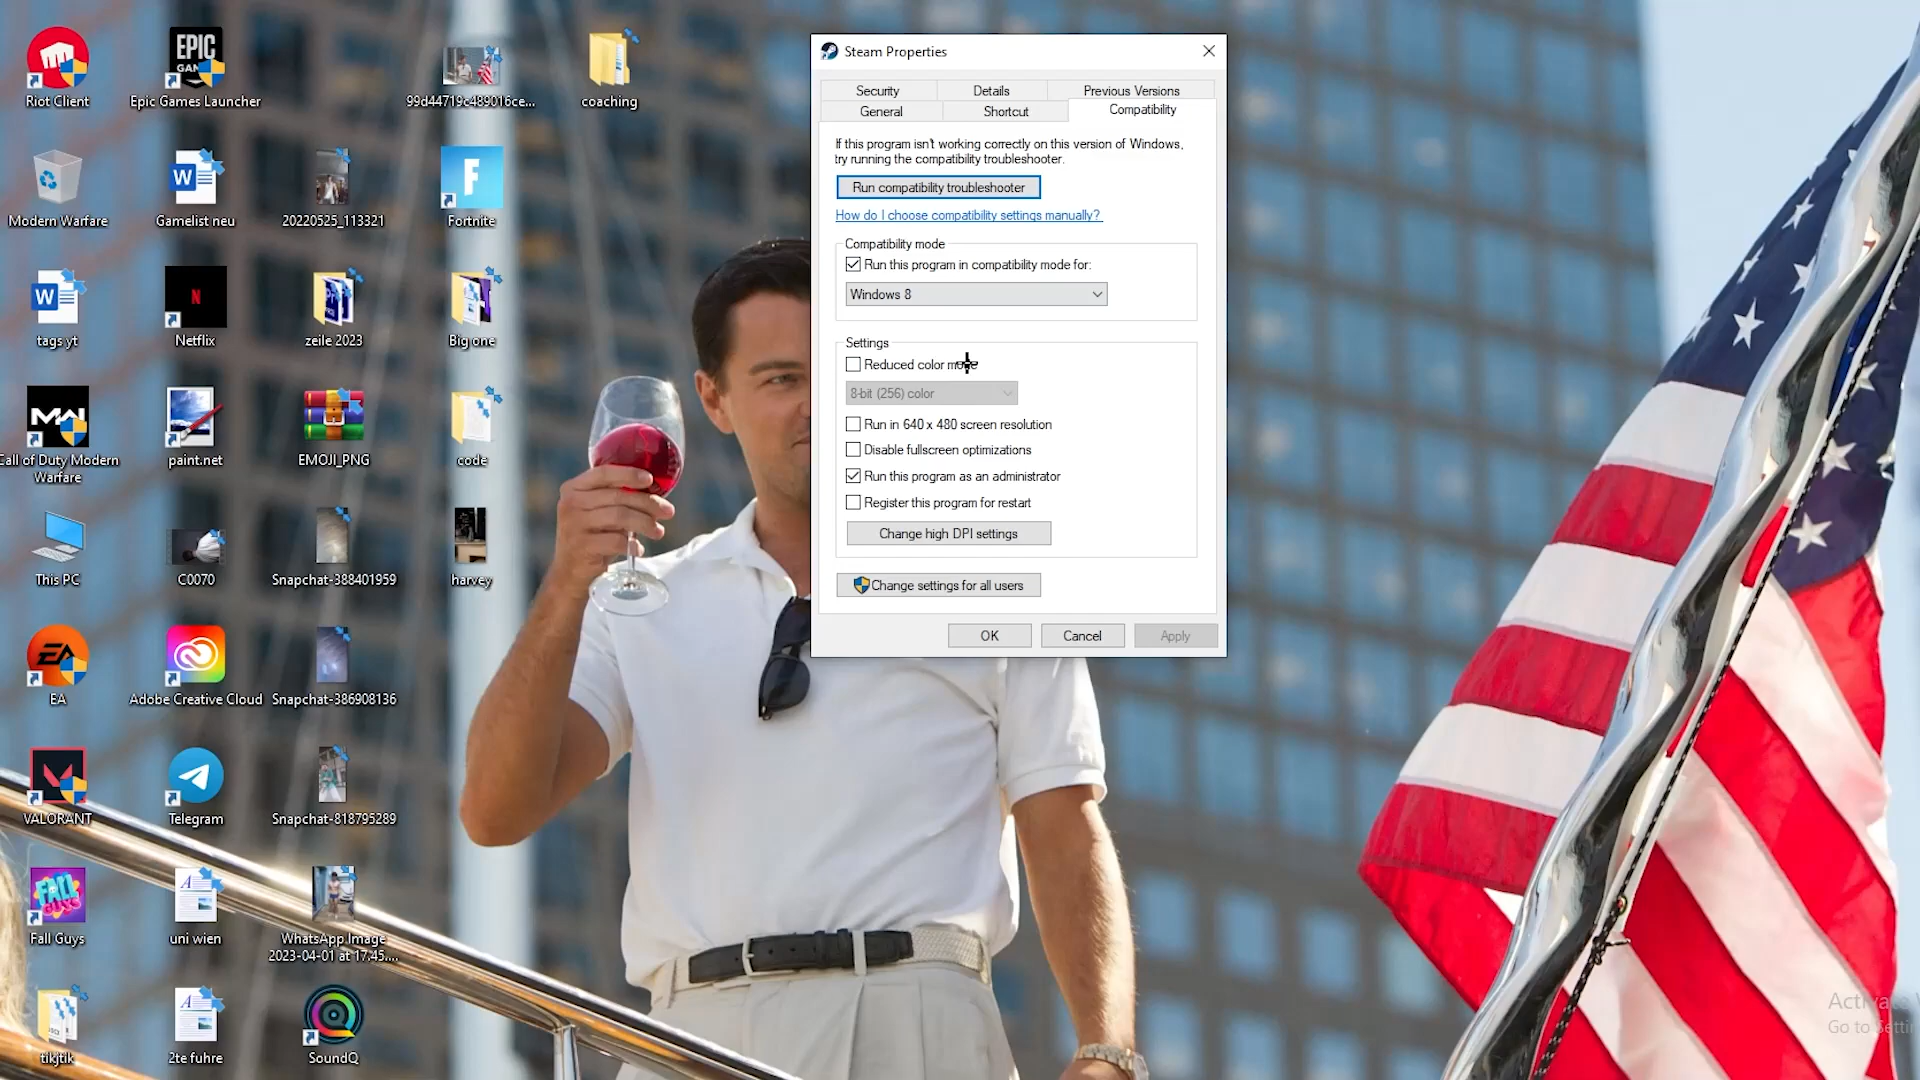 Riot Client
EPIC
GAMES
Epic Games Launcher
99d44719c489016ce...
coaching
Modern Warfare
Gamelist neu
20220525_113321
F
Fortnite
W
W
tags yt
N
Netflix
zeile 2023
Big one
Call of Duty Modern
Warfare
paint.net
EMOJI_PNG
code
This PC
C0070
Snapchat-388401959
harvey
EA
EA
Adobe Creative Cloud
Snapchat-386908136
VALORANT
Telegram
Snapchat-818795289
FALL
GUYS
Fall Guys
uni wien
WhatsApp Image
2023-04-01 at 17.45....
tikjtik
2te fuhre
SoundQ
Steam Properties
Security
Details
Previous Versions
General
Shortcut
Compatibility
If this program isn't working correctly on this version of Windows,
try running the compatibility troubleshooter.
Run compatibility troubleshooter
How do I choose compatibility settings manually?
Compatibility mode
Run this program in compatibility mode for:
Windows 8
Settings
Reduced color mode
8-bit (256) color
Run in 640 x 480 screen resolution
Disable fullscreen optimizations
Run this program as an administrator
Register this program for restart
Change high DPI settings
Change settings for all users
OK
Cancel
Apply
Activate
Go to